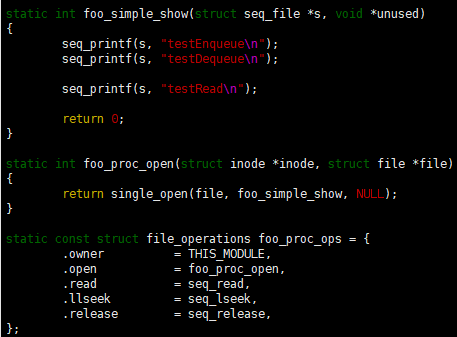 static int foo_simple_show(struct seq_file *s, void *unused)
{
        seq_printf(s, "testEnqueue\n");
        seq_printf(s, "testDequeue\n");

        seq_printf(s, "testRead\n");

        return 0;
}

static int foo_proc_open(struct inode *inode, struct file *file)
{
        return single_open(file, foo_simple_show, NULL);
}

static const struct file_operations foo_proc_ops = {
        .owner          = THIS_MODULE,
        .open           = foo_proc_open,
        .read           = seq_read,
        .llseek         = seq_lseek,
        .release        = seq_release,
};